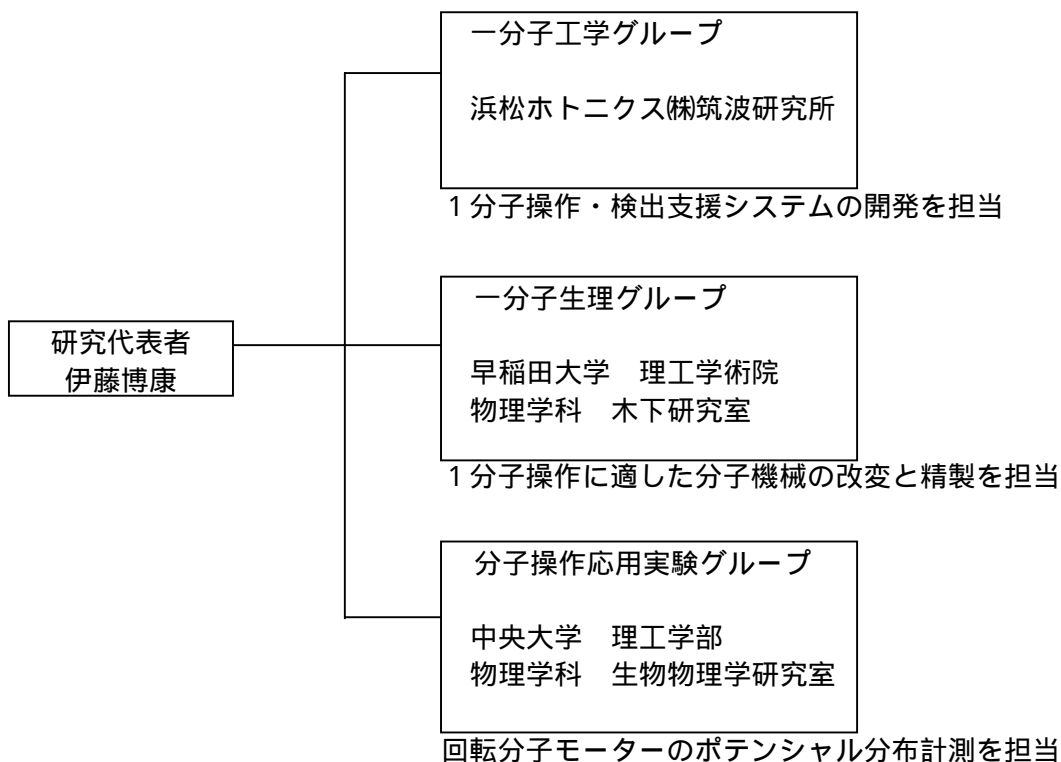 一分子工学グループ
浜松ホトニクス㈱筑波研究所
１分子操作・検出支援システムの開発を担当
研究代表者
伊藤博康
一分子生理グループ
早稲田大学　理工学術院
物理学科　木下研究室
１分子操作に適した分子機械の改変と精製を担当
分子操作応用実験グループ
中央大学　理工学部
物理学科　生物物理学研究室
回転分子モーターのポテンシャル分布計測を担当